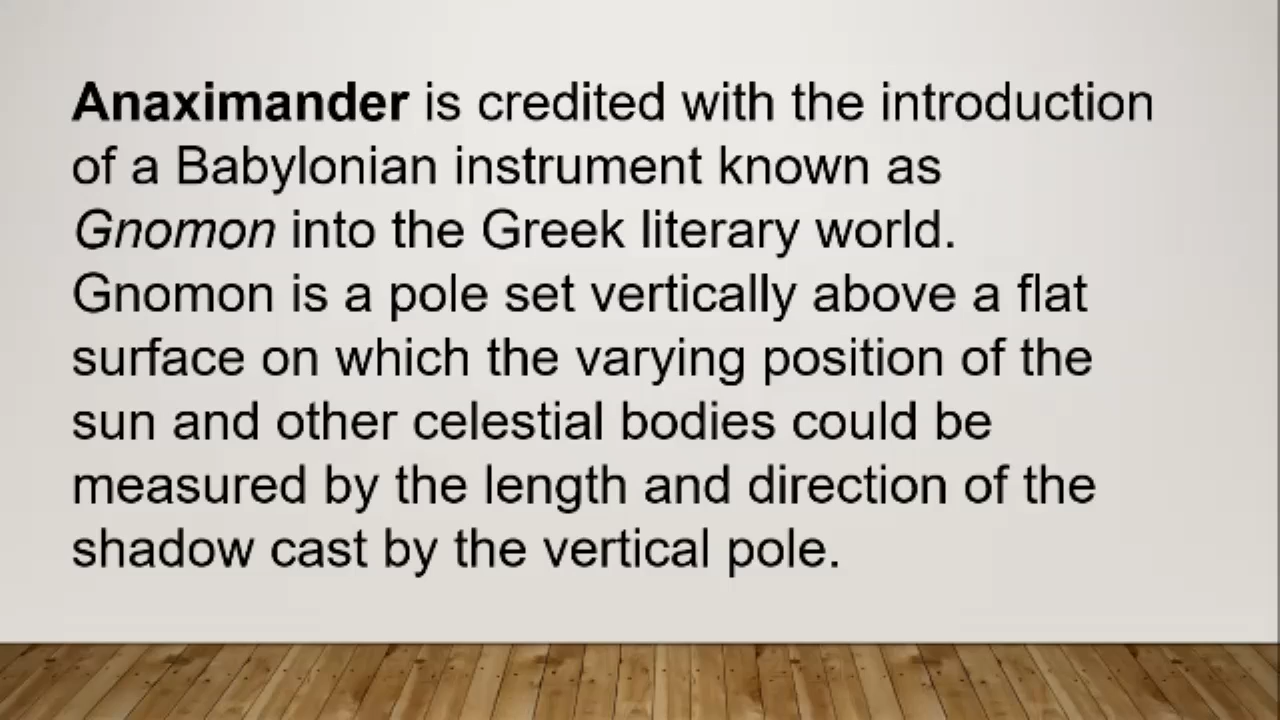 Anaximander is credited with the introduction
of a Babylonian instrument known as
Gnomon into the Greek literary world.
Gnomon is a pole set vertically above a flat
surface on which the varying position of the
sun and other celestial bodies could be
measured by the length and direction of the
shadow cast by the vertical pole.